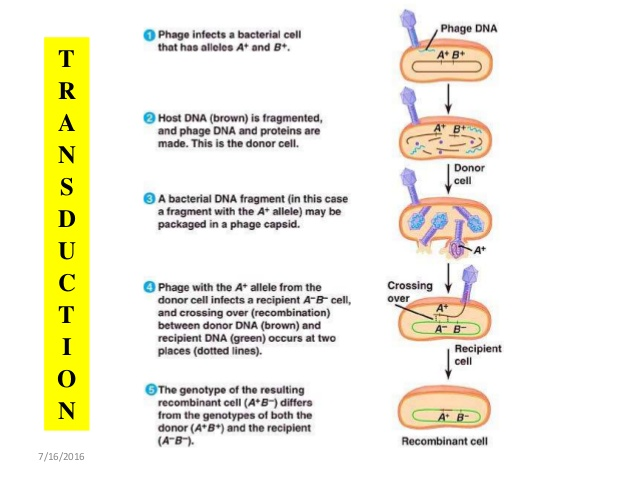 TRANSDUCTION
1 Phage infects a bacterial cell
that has alleles A+ and B+.
Phage DNA
A+ B+
2 Host DNA (brown) is fragmented,
and phage DNA and proteins are
made. This is the donor cell.
A+ B+
Donor
cell
3 A bacterial DNA fragment (in this case
a fragment with the A+ allele) may be
packaged in a phage capsid.
A+
4 Phage with the A+ allele from the
donor cell infects a recipient A–B– cell,
and crossing over (recombination)
between donor DNA (brown) and
recipient DNA (green) occurs at two
places (dotted lines).
Crossing
over
A+
A– B–
Recipient
cell
5 The genotype of the resulting
recombinant cell (A+B–) differs
from the genotypes of both the
donor (A+B+) and the recipient
(A–B–).
A+ B–
Recombinant cell
7/16/2016